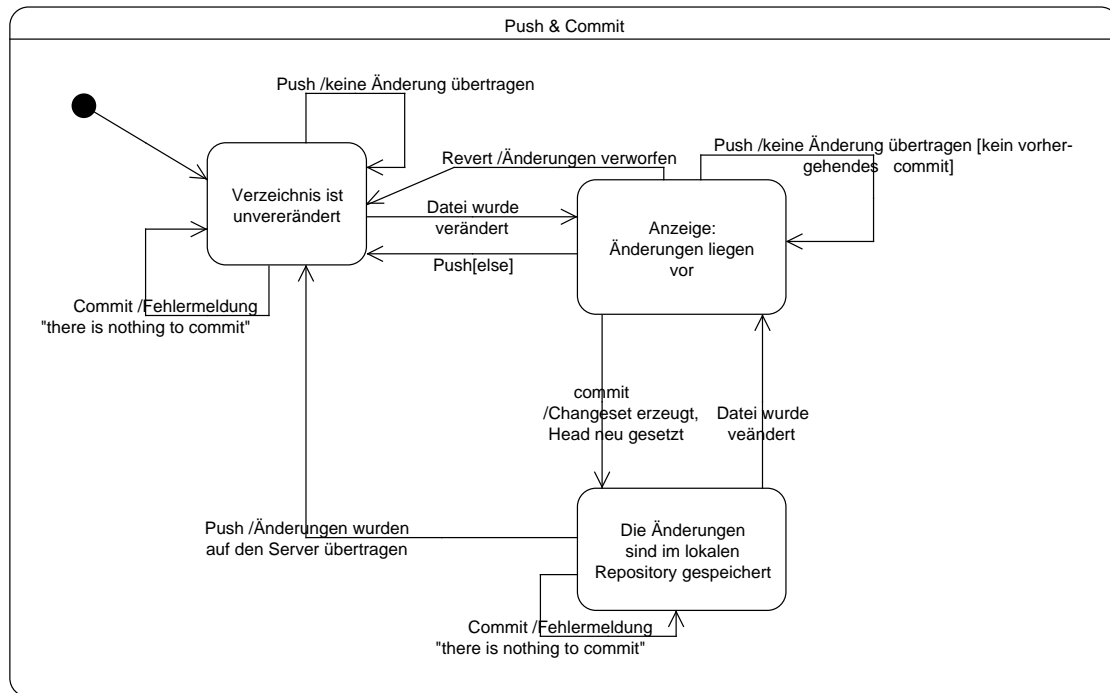 Push & Commit
Push /keine Änderung übertragen
Push /keine Änderung übertragen [kein vorher-
gehendes commit]
Revert /Änderungen verworfen
Verzeichnis ist
unvererändert
Datei wurde
verändert
Anzeige:
Änderungen liegen
vor
Push[else]
Commit /Fehlermeldung
"there is nothing to commit"
commit
/Changeset erzeugt,
Head neu gesetzt
Datei wurde
veändert
Push /Änderungen wurden
auf den Server übertragen
Die Änderungen
sind im lokalen
Repository gespeichert
Commit /Fehlermeldung
"there is nothing to commit"